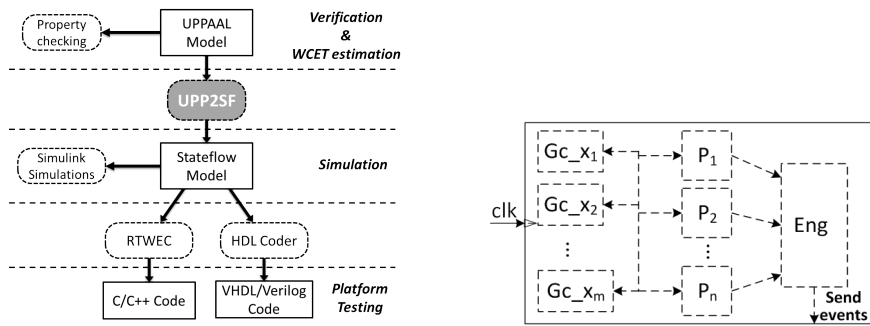 Property
checking
UPPAAL
Model
Verification
&
WCET estimation
UPP2SF
Simulink
Simulations
Stateflow
Model
Simulation
RTWEC
HDL Coder
C/C++ Code
VHDL/Verilog
Code
Platform
Testing
clk
Gc_x1
Gc_x2
⋮
Gc_xm
P1
P2
⋮
Pn
Eng
Send
events